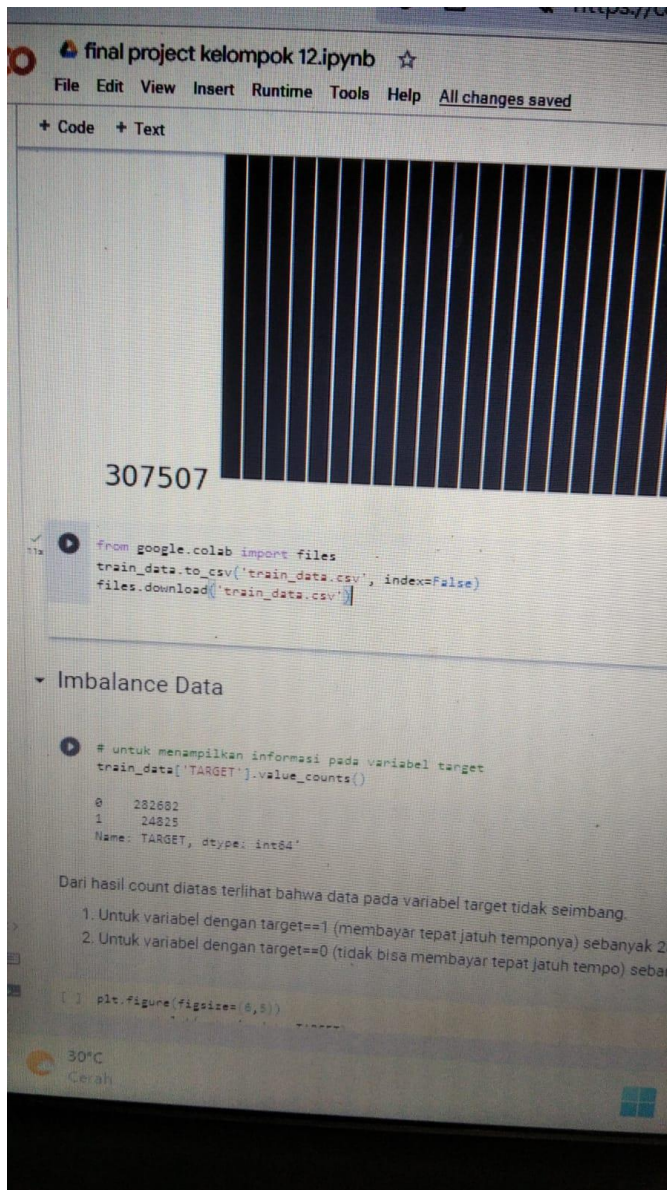 https://c
final project kelompok 12.ipynb
File Edit View Insert Runtime Tools Help All changes saved
+ Code + Text
307507
11s
from google.colab import files
train_data.to_csv('train_data.csv', index=False)
files.download('train_data.csv')
Imbalance Data
# untuk menampilkan informasi pada variabel target
train_data['TARGET'].value_counts()
0 282682
1 24825
Name: TARGET, dtype: int64
Dari hasil count diatas terlihat bahwa data pada variabel target tidak seimbang.
1. Untuk variabel dengan target==1 (membayar tepat jatuh temponya) sebanyak 2
2. Untuk variabel dengan target==0 (tidak bisa membayar tepat jatuh tempo) seba
[ ] plt.figure(figsize=(6,5))
30°C
Cerah